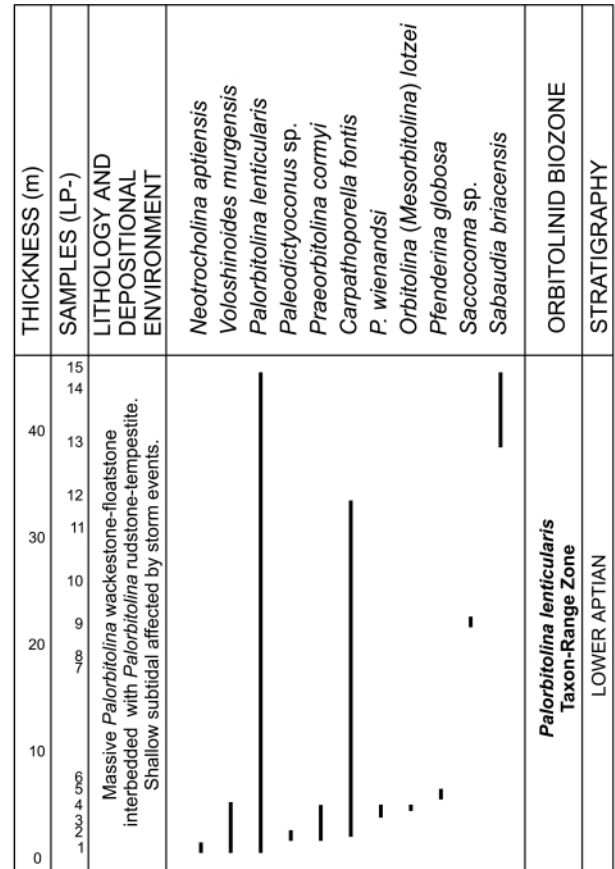 THICKNESS (m)
SAMPLES (LP-)
LITHOLOGY AND
DEPOSITIONAL
ENVIRONMENT
Neotrocholina aptiensis
Voloshinoides murgensis
Palorbitolina lenticularis
Paleodictyoconus sp.
Praeorbitolina cormyi
Carpathoporella fontis
P. wienandsi
Orbitolina (Mesorbitolina) lotzei
Pfenderina globosa
Saccocoma sp.
Sabaudia briacensis
ORBITOLINID BIOZONE
STRATIGRAPHY
40
30
20
10
0
15
14
13
12
11
10
9
8
7
6
5
4
3
2
1
Massive Palorbitolina wackestone-floatstone
interbedded with Palorbitolina rudstone-tempestite.
Shallow subtidal affected by storm events.
Palorbitolina lenticularis
Taxon-Range Zone
LOWER APTIAN